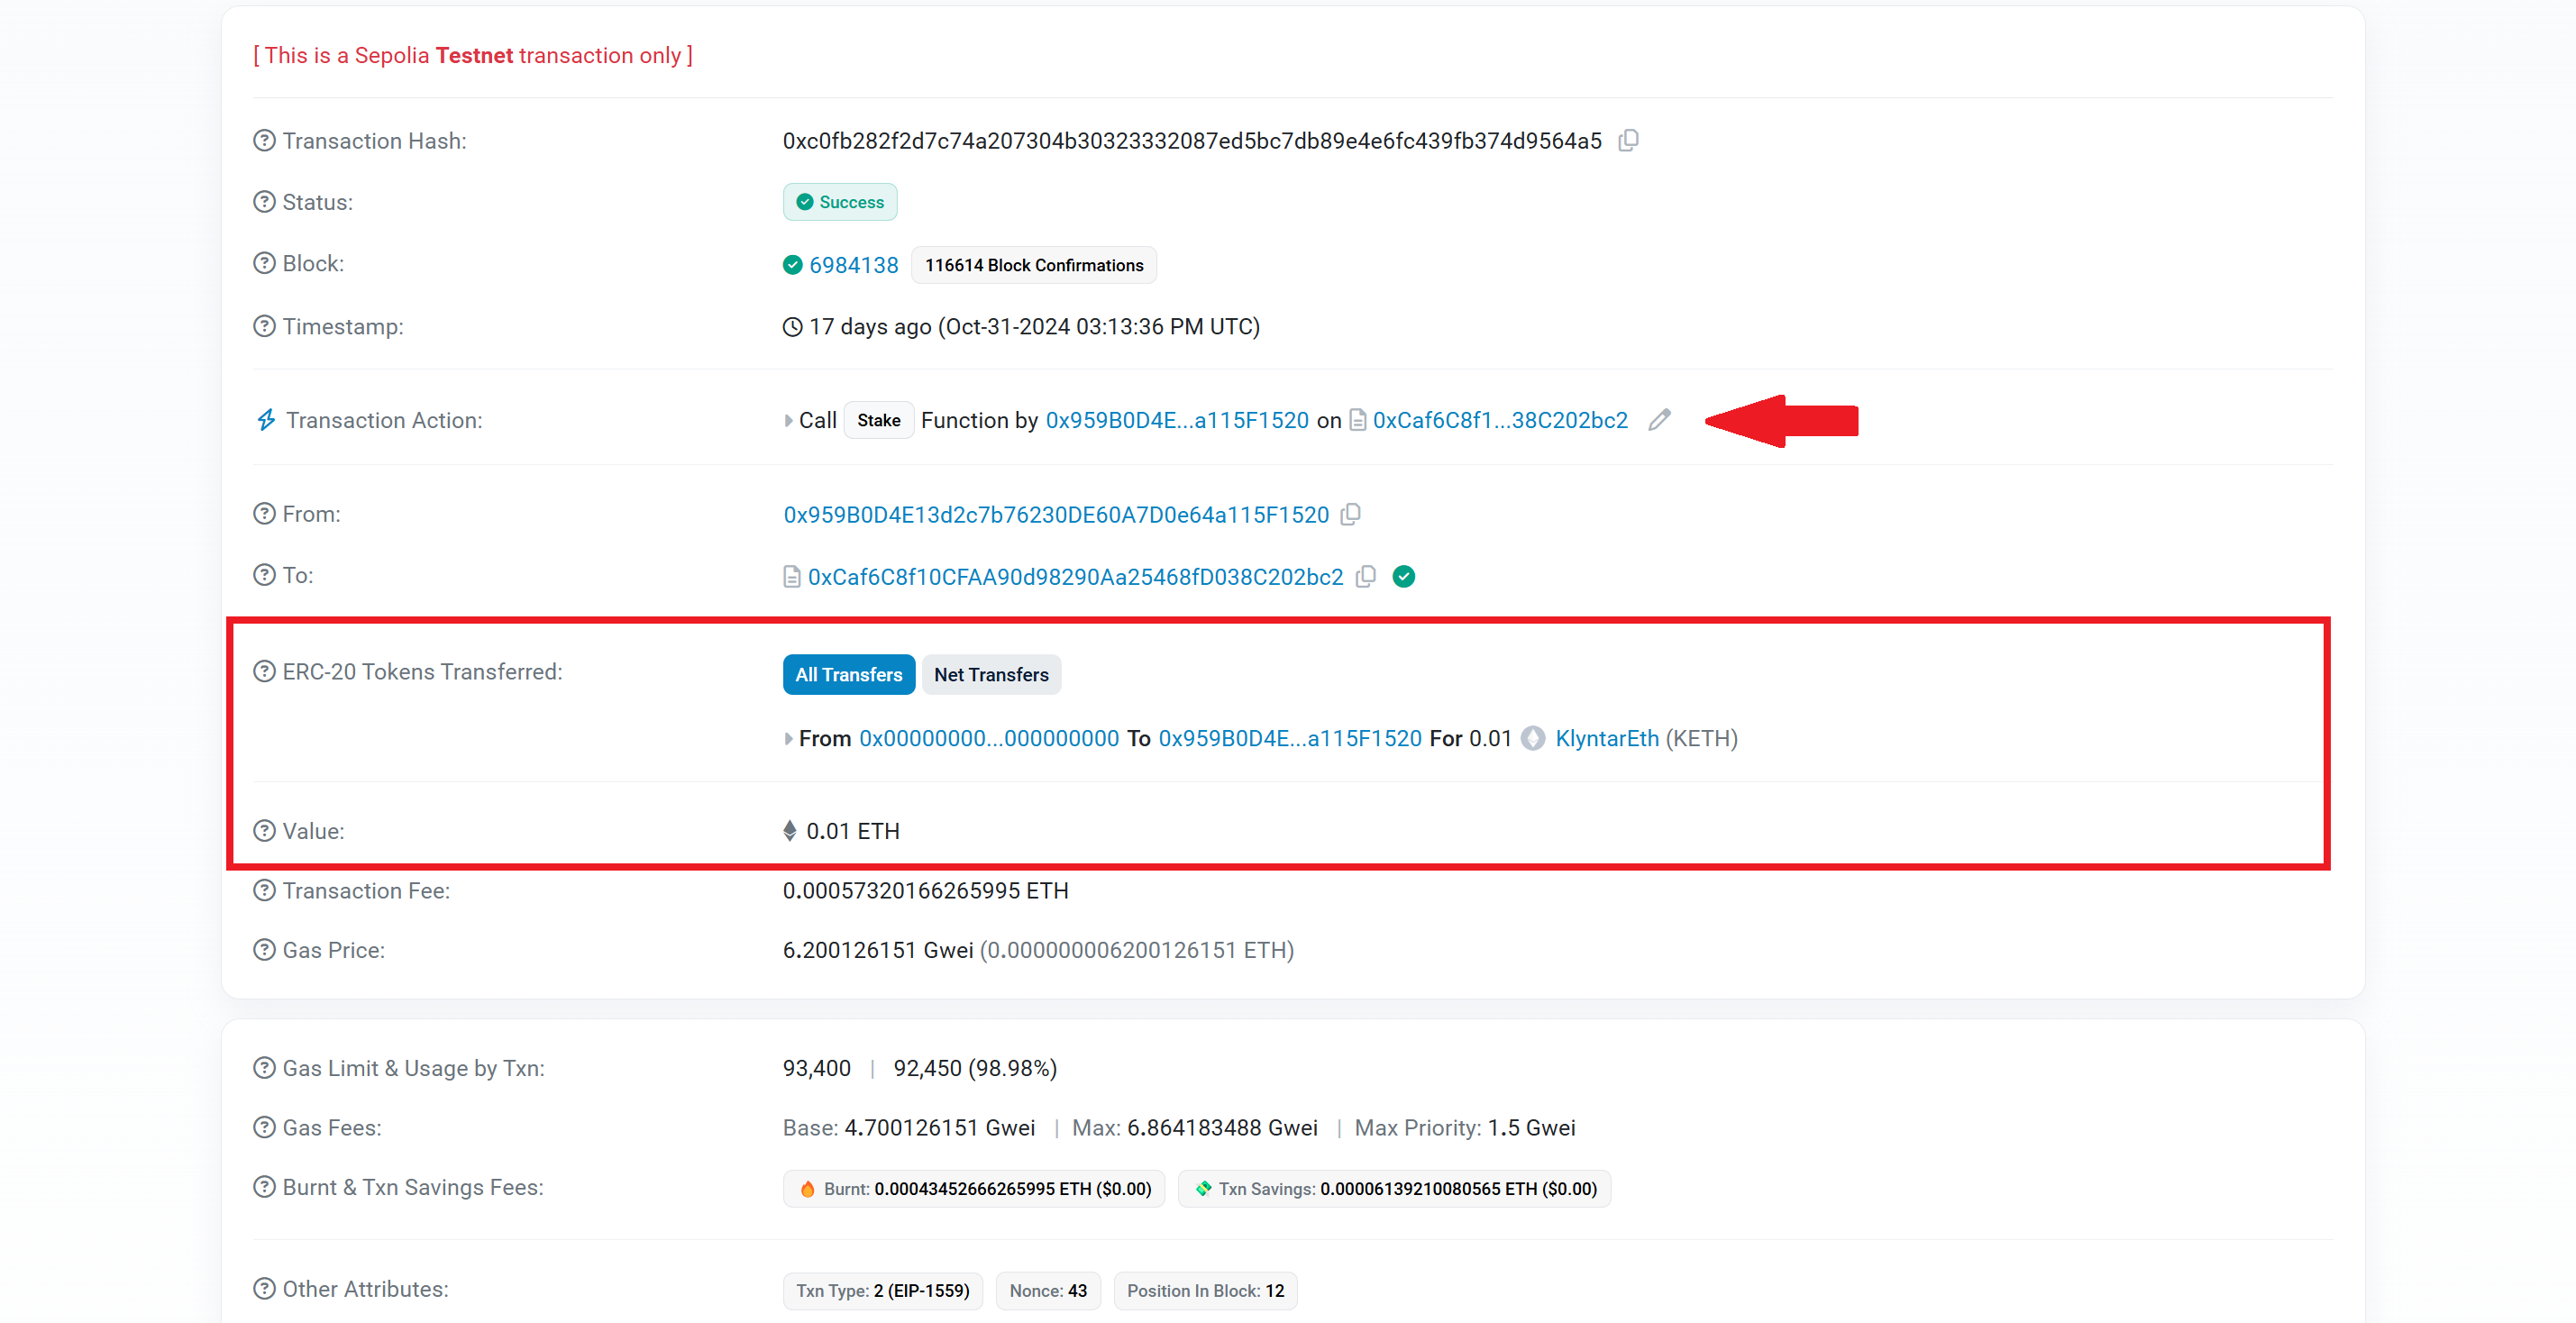 [ This is a Sepolia Testnet transaction only ]
Transaction Hash: 0xc0fb282f2d7c74a207304b30323332087ed5bc7db89e4e6fc439fb374d9564a5
Status: Success
Block: 6984138 116614 Block Confirmations
Timestamp: 17 days ago (Oct-31-2024 03:13:36 PM UTC)
Transaction Action: Call Stake Function by 0x959B0D4E...a115F1520 on 0xCaf6C8f1...38C202bc2
From: 0x959B0D4E13d2c7b76230DE60A7D0e64a115F1520
To: 0xCaf6C8f10CFAA90d98290Aa25468fD038C202bc2
ERC-20 Tokens Transferred: All Transfers Net Transfers
From 0x00000000...000000000 To 0x959B0D4E...a115F1520 For 0.01 KlyntarEth (KETH)
Value: 0.01 ETH
Transaction Fee: 0.00057320166265995 ETH
Gas Price: 6.200126151 Gwei (0.000000006200126151 ETH)
Gas Limit & Usage by Txn: 93,400 | 92,450 (98.98%)
Gas Fees: Base: 4.700126151 Gwei | Max: 6.864183488 Gwei | Max Priority: 1.5 Gwei
Burnt & Txn Savings Fees: Burnt: 0.00043452666265995 ETH ($0.00) Txn Savings: 0.00006139210080565 ETH ($0.00)
Other Attributes: Txn Type: 2 (EIP-1559) Nonce: 43 Position In Block: 12